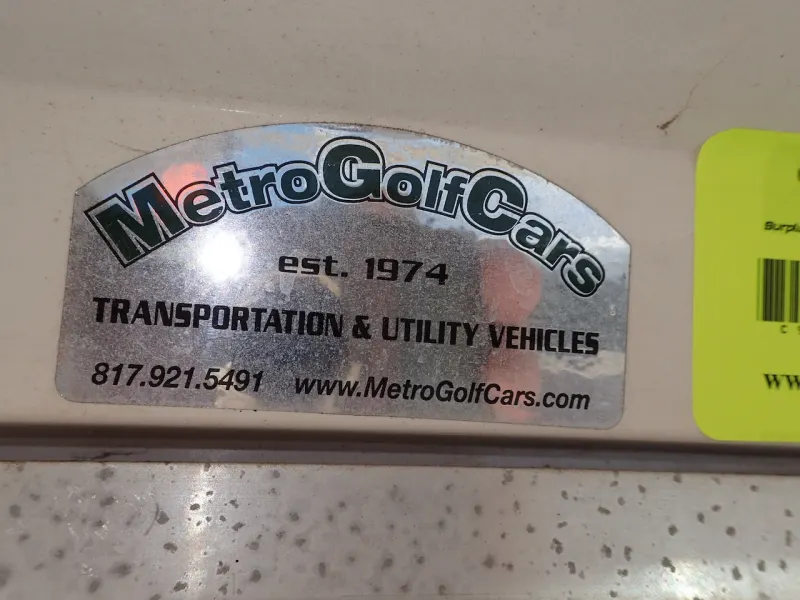 MetroGolfCars
est. 1974
TRANSPORTATION & UTILITY VEHICLES
817.921.5491 www.MetroGolfCars.com